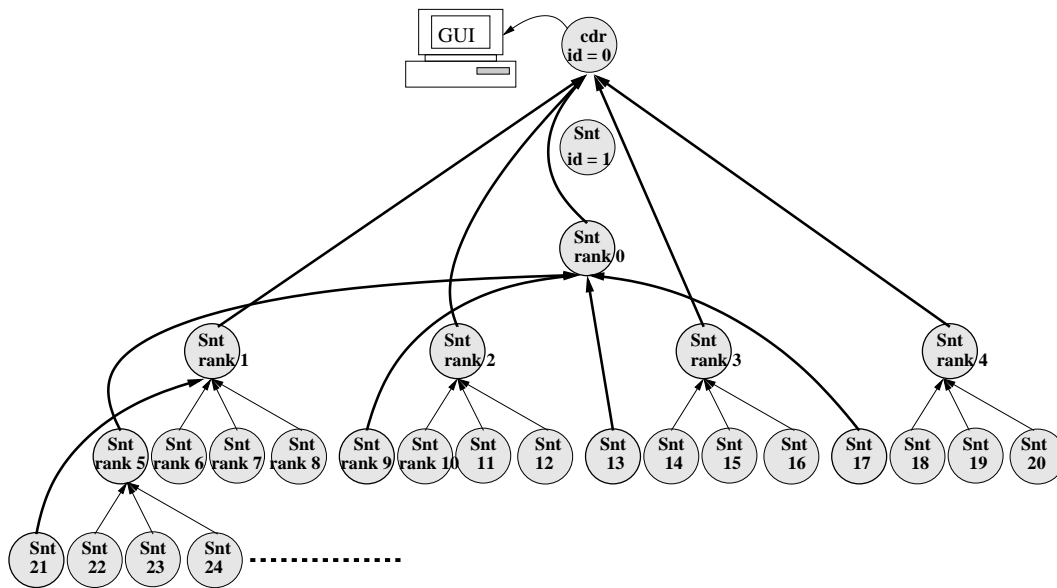 GUI
cdr
id = 0
Snt
id = 1
Snt
rank 0
Snt
rank 1
Snt
rank 2
Snt
rank 3
Snt
rank 4
Snt
rank 5
Snt
rank 6
Snt
rank 7
Snt
rank 8
Snt
rank 9
Snt
rank 10
Snt
11
Snt
12
Snt
13
Snt
14
Snt
15
Snt
16
Snt
17
Snt
18
Snt
19
Snt
20
Snt
21
Snt
22
Snt
23
Snt
24